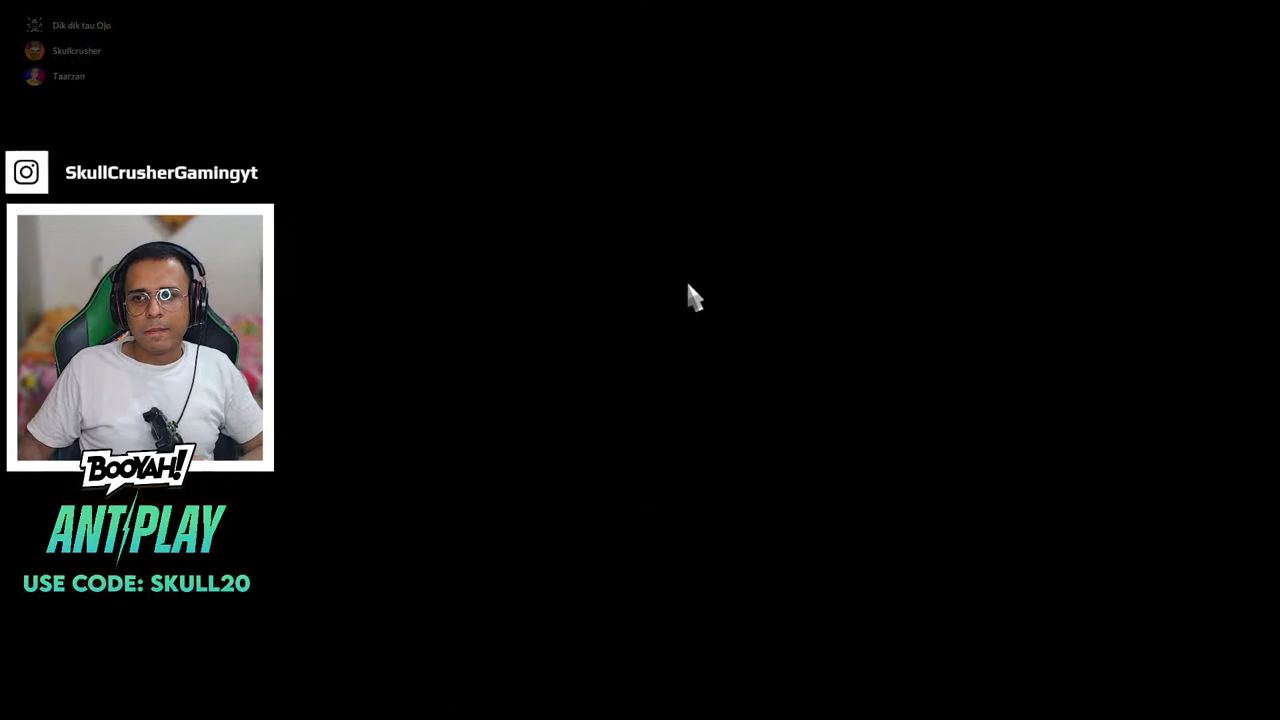 Dik dik tau Ojo
Skullcrusher
Taarzan
SkullCrusherGamingyt
BOOYAH!
ANTPLAY
USE CODE: SKULL20